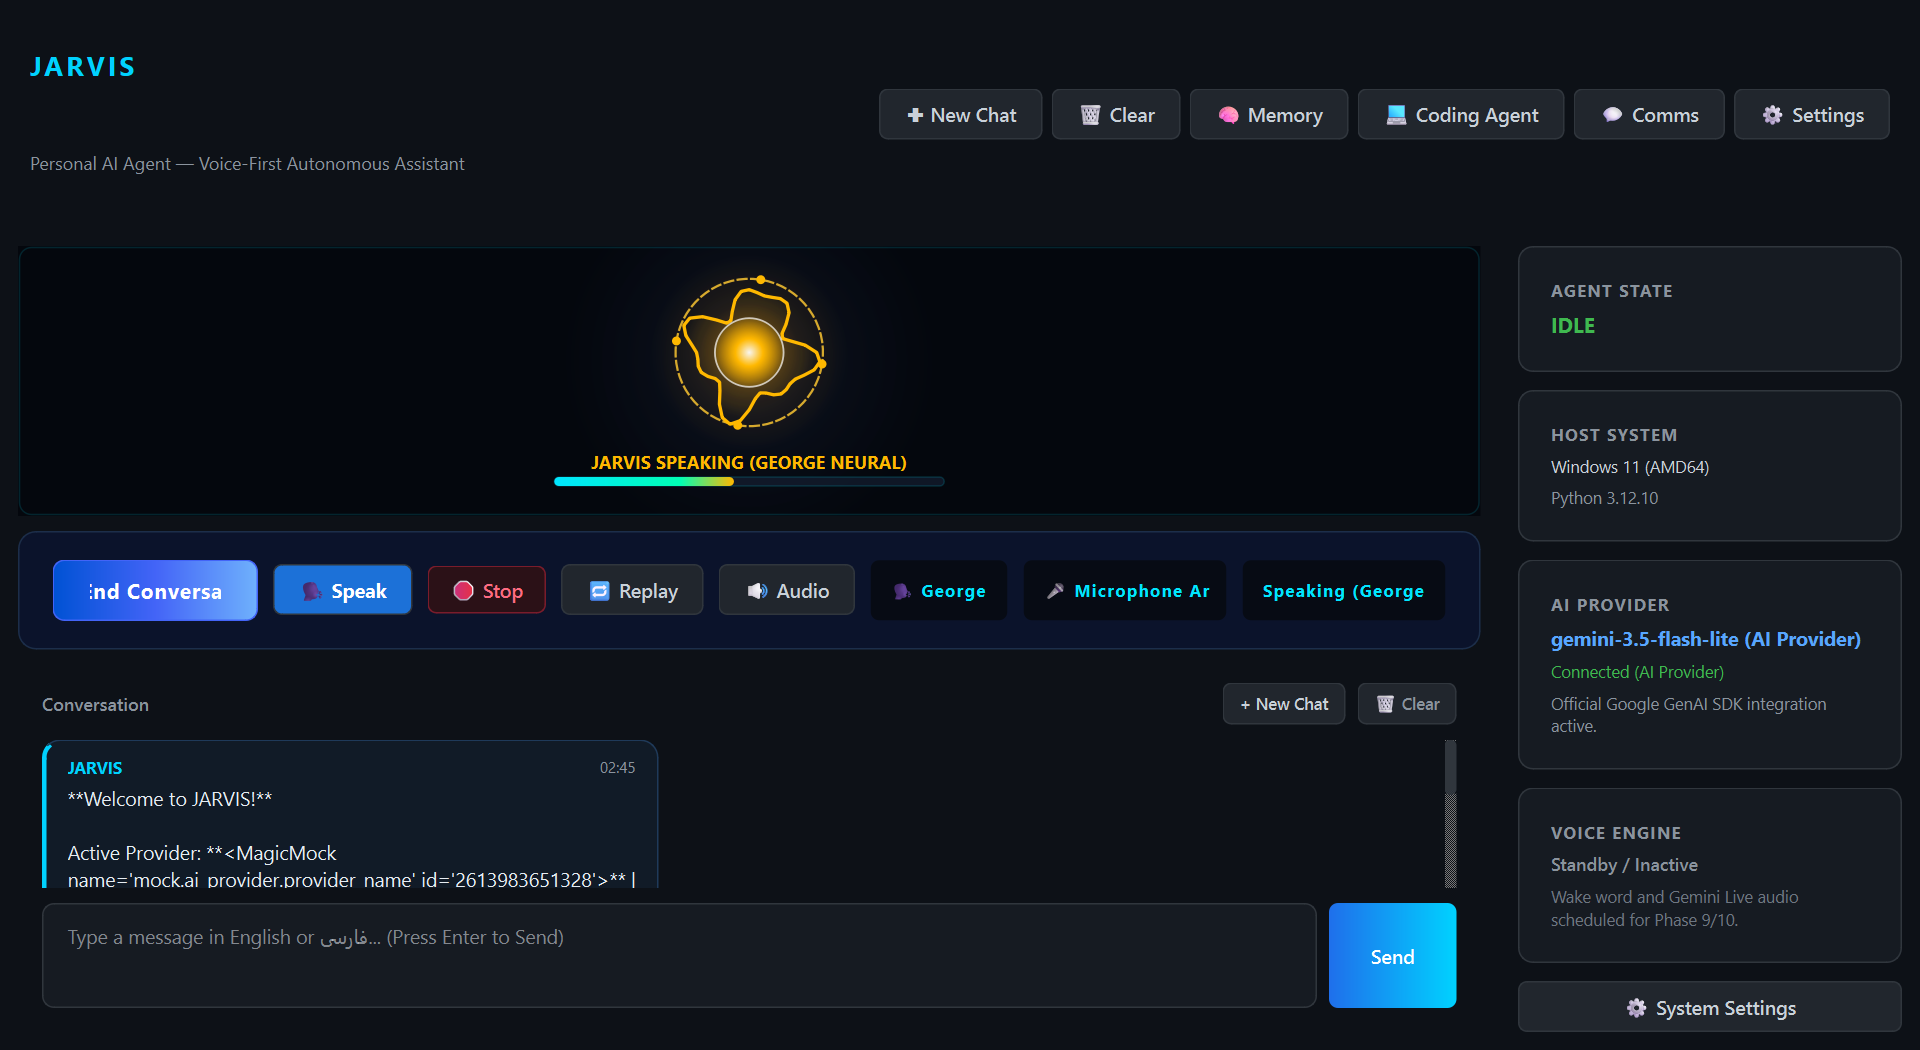 JARVIS
New Chat
Clear
Memory
Coding Agent
Comms
Settings
Personal AI Agent — Voice-First Autonomous Assistant
JARVIS SPEAKING (GEORGE NEURAL)
nd Conversa
Speak
Stop
Replay
Audio
George
Microphone Ar
Speaking (George
Conversation
+ New Chat
Clear
JARVIS
02:45
**Welcome to JARVIS!**
Active Provider: **<MagicMock
name='mock.ai_provider.provider_name' id='2613983651328'>** |
Type a message in English or فارسی... (Press Enter to Send)
Send
AGENT STATE
IDLE
HOST SYSTEM
Windows 11 (AMD64)
Python 3.12.10
AI PROVIDER
gemini-3.5-flash-lite (AI Provider)
Connected (AI Provider)
Official Google GenAI SDK integration
active.
VOICE ENGINE
Standby / Inactive
Wake word and Gemini Live audio
scheduled for Phase 9/10.
System Settings